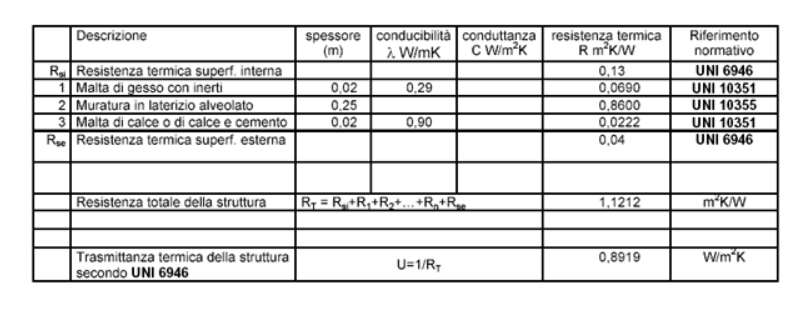 Descrizione spessore conducibilità conduttanza resistenza termica Riferimento
(m) λ W/mK C W/m²K R m²K/W normativo
Rsi Resistenza termica superf. interna 0,13 UNI 6946
1 Malta di gesso con inerti 0,02 0,29 0,0690 UNI 10351
2 Muratura in laterizio alveolato 0,25 0,8600 UNI 10355
3 Malta di calce o di calce e cemento 0,02 0,90 0,0222 UNI 10351
Rse Resistenza termica superf. esterna 0,04 UNI 6946
Resistenza totale della struttura RT = Rsi+R1+R2+...+Rn+Rse 1,1212 m²K/W
Trasmittanza termica della struttura 0,8919 W/m²K
secondo UNI 6946 U=1/RT